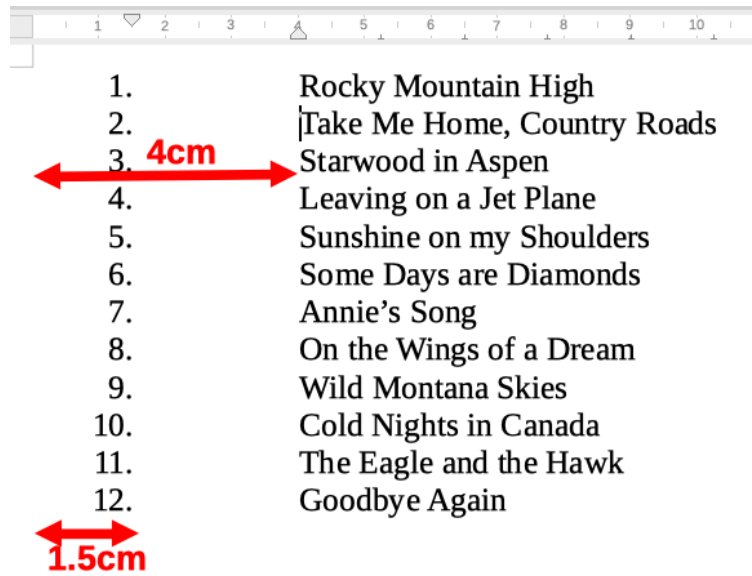 1 2 3 4 5 6 7 8 9 10
1. Rocky Mountain High
2. Take Me Home, Country Roads
4cm
3. Starwood in Aspen
4. Leaving on a Jet Plane
5. Sunshine on my Shoulders
6. Some Days are Diamonds
7. Annie’s Song
8. On the Wings of a Dream
9. Wild Montana Skies
10. Cold Nights in Canada
11. The Eagle and the Hawk
12. Goodbye Again
1.5cm